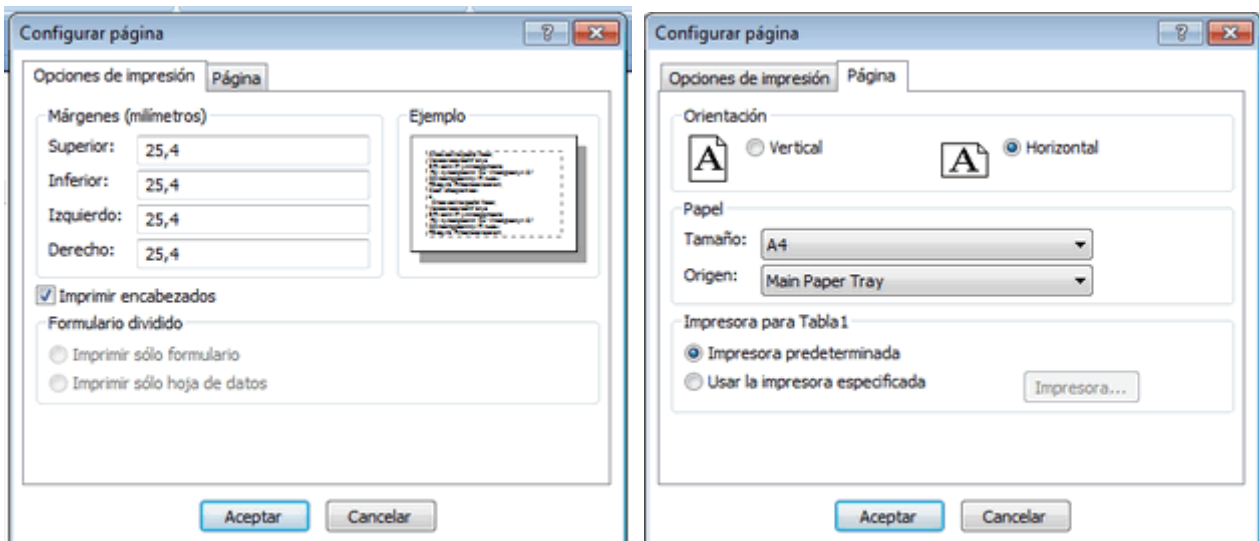 Configurar página
Opciones de impresión Página
Márgenes (milímetros)
Superior: 25,4
Inferior: 25,4
Izquierdo: 25,4
Derecho: 25,4
Ejemplo
Imprimir encabezados
Formulario dividido
Imprimir sólo formulario
Imprimir sólo hoja de datos
Aceptar Cancelar
Configurar página
Opciones de impresión Página
Orientación
A Vertical A Horizontal
Papel
Tamaño: A4
Origen: Main Paper Tray
Impresora para Tabla1
Impresora predeterminada
Usar la impresora especificada
Impresora...
Aceptar Cancelar